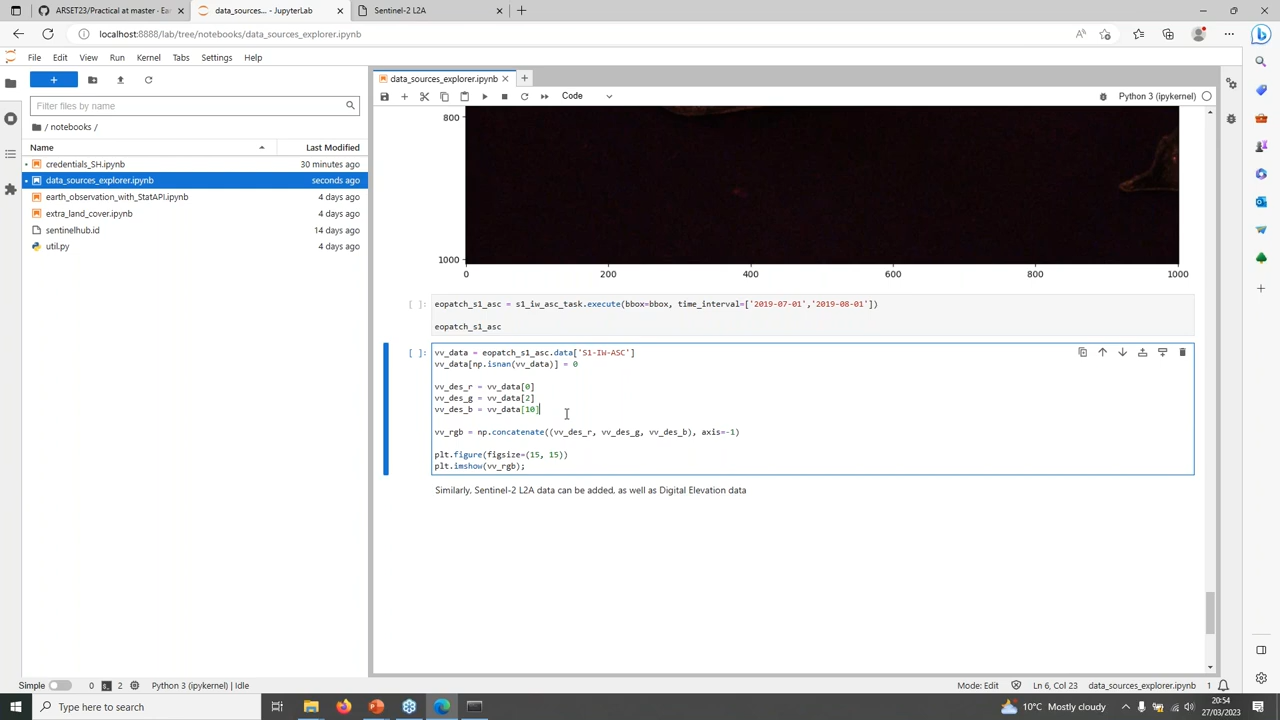 ARSET23/Practical at master · Ea
data_sources... - JupyterLab
Sentinel-2 L2A
localhost:8888/lab/tree/notebooks/data_sources_explorer.ipynb
File Edit View Run Kernel Tabs Settings Help
data_sources_explorer.ipynb
Code
Python 3 (ipykernel)
Filter files by name
/ notebooks /
Name Last Modified
credentials_SH.ipynb 30 minutes ago
data_sources_explorer.ipynb seconds ago
earth_observation_with_StatAPI.ipynb 4 days ago
extra_land_cover.ipynb 4 days ago
sentinelhub.id 14 days ago
util.py 4 days ago
800
1000
0 200 400 600 800 1000
[ ]: eopatch_s1_asc = s1_iw_asc_task.execute(bbox=bbox, time_interval=['2019-07-01','2019-08-01'])
eopatch_s1_asc
[ ]: vv_data = eopatch_s1_asc.data['S1-IW-ASC']
vv_data[np.isnan(vv_data)] = 0
vv_des_r = vv_data[0]
vv_des_g = vv_data[2]
vv_des_b = vv_data[10]
vv_rgb = np.concatenate((vv_des_r, vv_des_g, vv_des_b), axis=-1)
plt.figure(figsize=(15, 15))
plt.imshow(vv_rgb);
Similarly, Sentinel-2 L2A data can be added, as well as Digital Elevation data
Simple 0 2 Python 3 (ipykernel) | Idle
Mode: Edit Ln 6, Col 23 data_sources_explorer.ipynb 1
Type here to search
10°C Mostly cloudy
20:54
27/03/2023